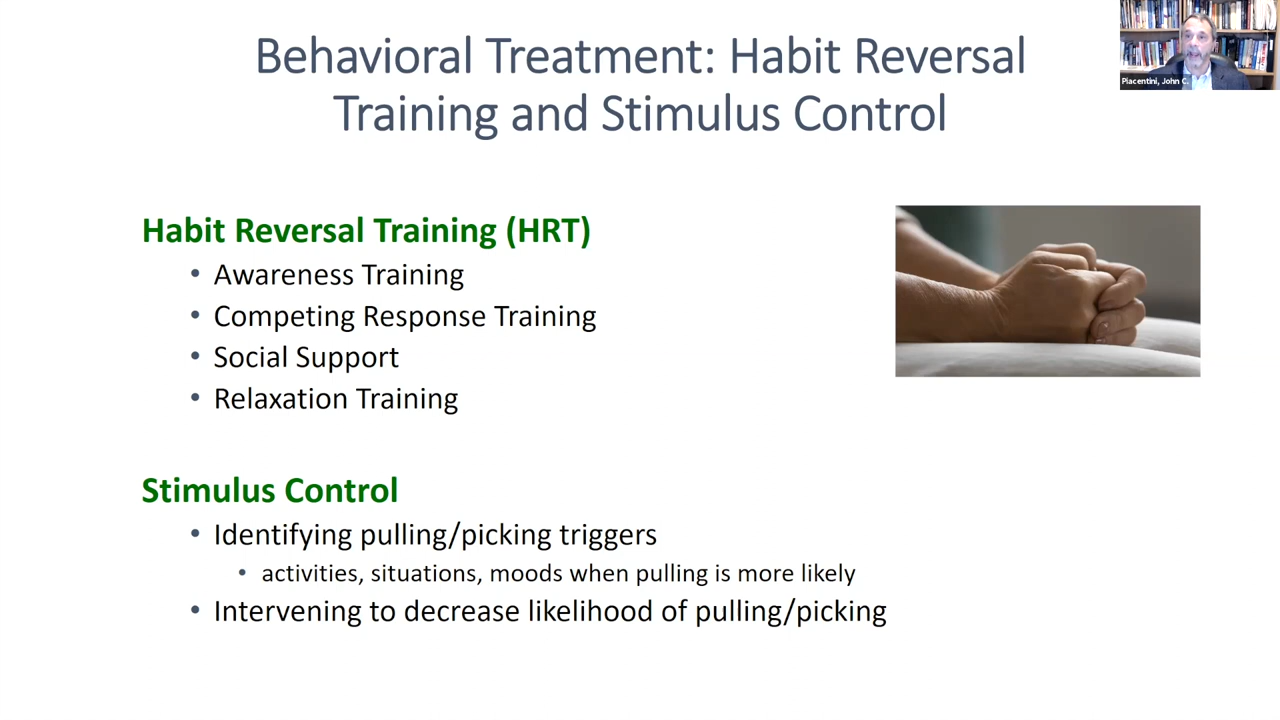 Behavioral Treatment: Habit Reversal
Training and Stimulus Control
Piacentini, John C.
Habit Reversal Training (HRT)
• Awareness Training
• Competing Response Training
• Social Support
• Relaxation Training
Stimulus Control
• Identifying pulling/picking triggers
• activities, situations, moods when pulling is more likely
• Intervening to decrease likelihood of pulling/picking